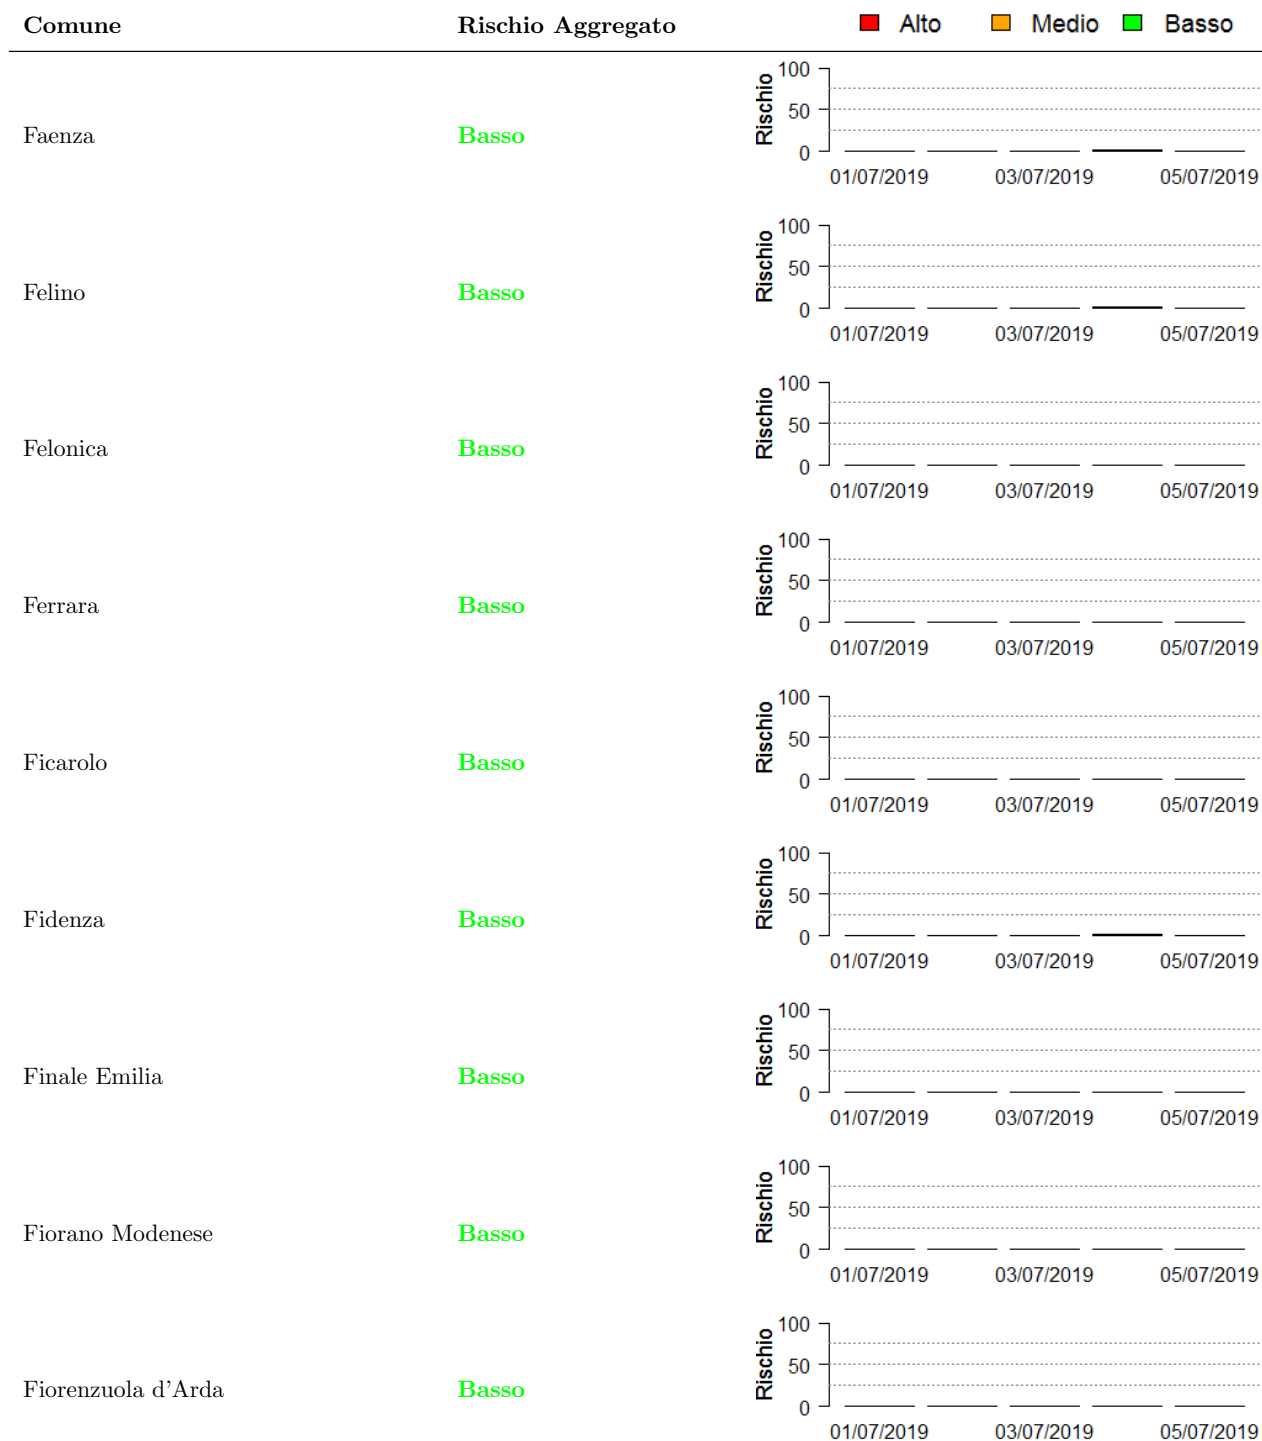 Comune Rischio Aggregato Alto Medio Basso
100
50
0
Rischio
Faenza Basso
01/07/2019 03/07/2019 05/07/2019
100
50
0
Rischio
Felino Basso
01/07/2019 03/07/2019 05/07/2019
100
50
0
Rischio
Felonica Basso
01/07/2019 03/07/2019 05/07/2019
100
50
0
Rischio
Ferrara Basso
01/07/2019 03/07/2019 05/07/2019
100
50
0
Rischio
Ficarolo Basso
01/07/2019 03/07/2019 05/07/2019
100
50
0
Rischio
Fidenza Basso
01/07/2019 03/07/2019 05/07/2019
100
50
0
Rischio
Finale Emilia Basso
01/07/2019 03/07/2019 05/07/2019
100
50
0
Rischio
Fiorano Modenese Basso
01/07/2019 03/07/2019 05/07/2019
100
50
0
Rischio
Fiorenzuola d'Arda Basso
01/07/2019 03/07/2019 05/07/2019